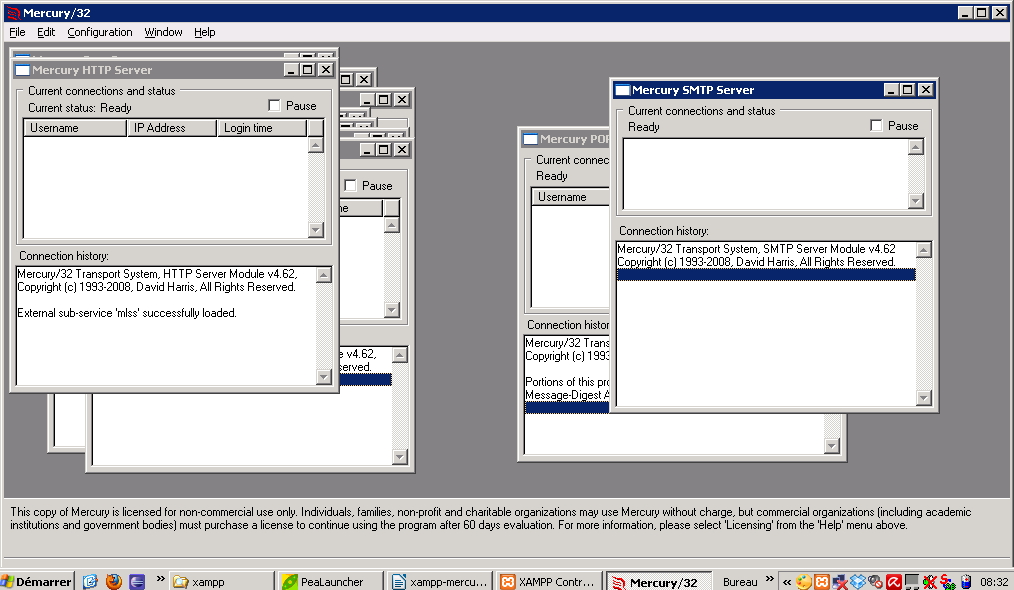 Mercury/32
File Edit Configuration Window Help
Mercury HTTP Server
Current connections and status
Current status: Ready
Pause
Username IP Address Login time
Connection history:
Mercury/32 Transport System, HTTP Server Module v4.62,
Copyright (c) 1993-2008, David Harris, All Rights Reserved.
External sub-service 'mlss' successfully loaded.
Pause
v4.62,
Mercury POP
Current connec
Ready
Username
Connection histor
Mercury/32 Trans
Copyright (c) 1993
Portions of this pro
Message-Digest A
Mercury SMTP Server
Current connections and status
Ready
Pause
Connection history:
Mercury/32 Transport System, SMTP Server Module v4.62
Copyright (c) 1993-2008, David Harris, All Rights Reserved.
This copy of Mercury is licensed for non-commercial use only. Individuals, families, non-profit and charitable organizations may use Mercury without charge, but commercial organizations (including academic
institutions and government bodies) must purchase a license to continue using the program after 60 days evaluation. For more information, please select 'Licensing' from the 'Help' menu above.
Démarrer » xampp PeaLauncher xampp-mercu... XAMPP Contr... Mercury/32 Bureau » « 08:32